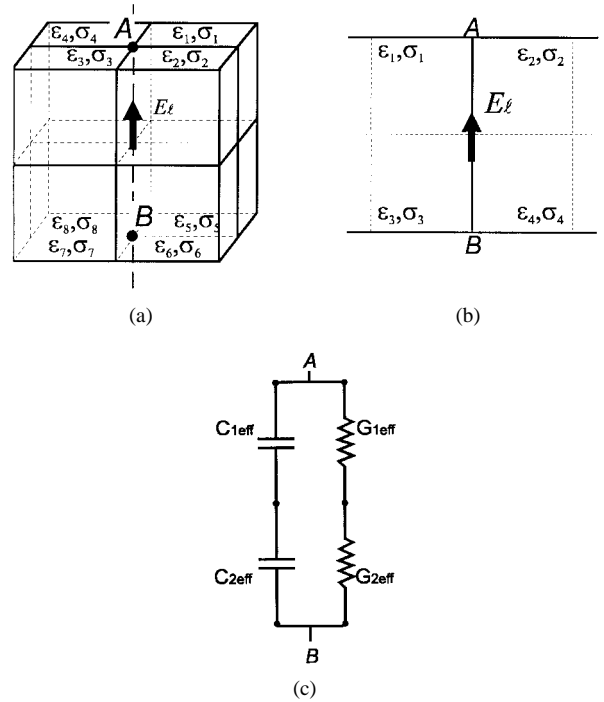 ε4,σ4 A ε1,σ1
ε3,σ3 ε2,σ2
Eℓ
B
ε8,σ8 ε5,σ5
ε7,σ7 ε6,σ6
(a)
A
ε1,σ1 ε2,σ2
Eℓ
ε3,σ3 ε4,σ4
B
(b)
A
C1eff G1eff
C2eff G2eff
B
(c)